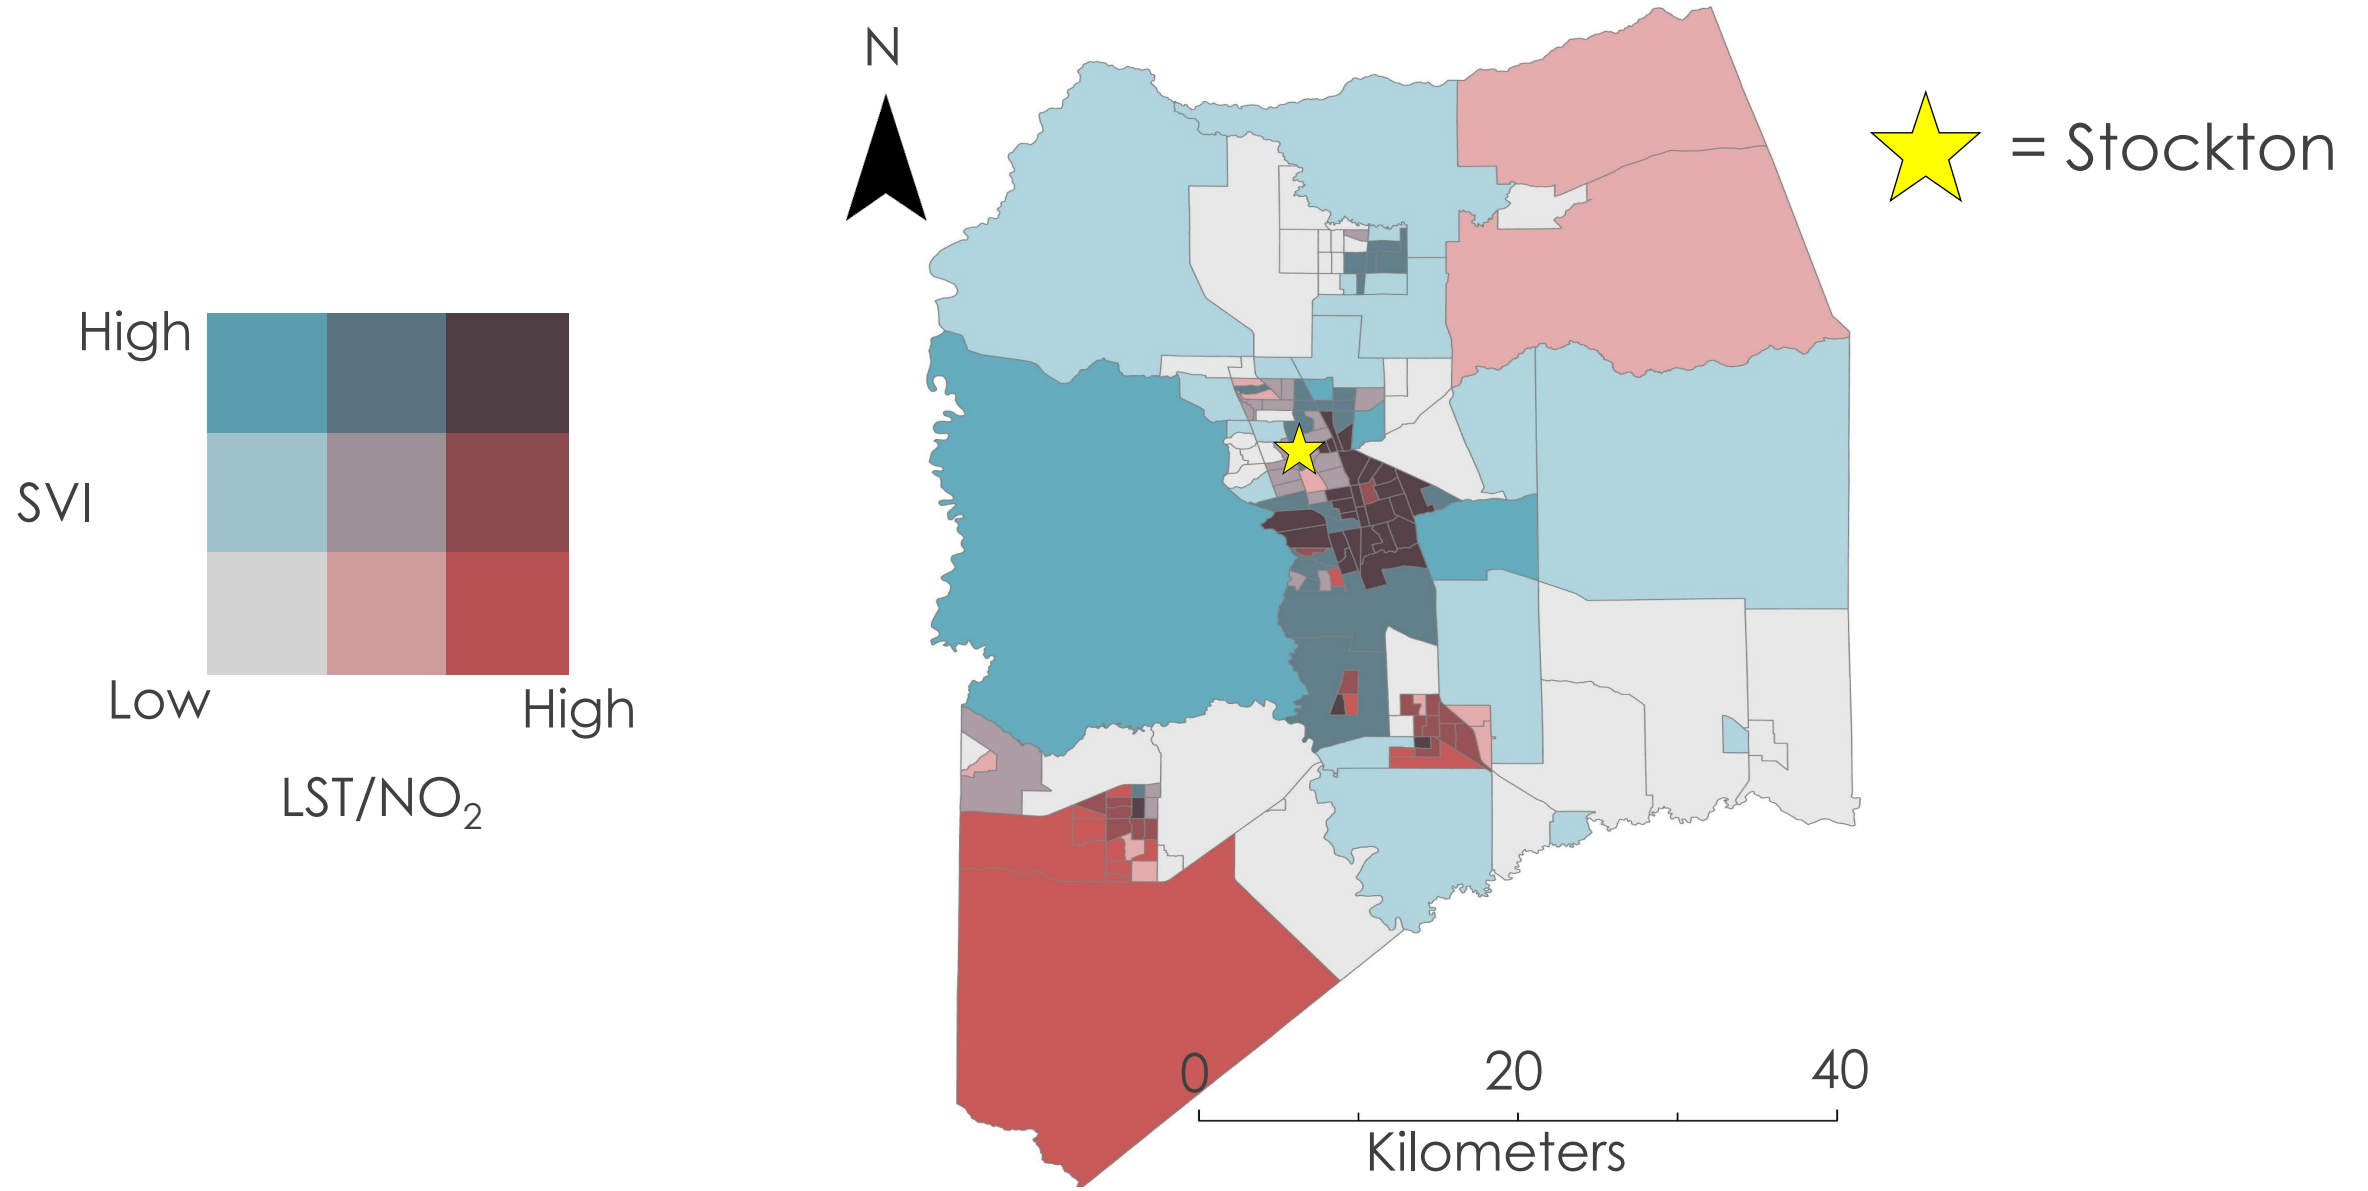 N
= Stockton
High
SVI
Low
High
LST/NO₂
0 20 40
Kilometers